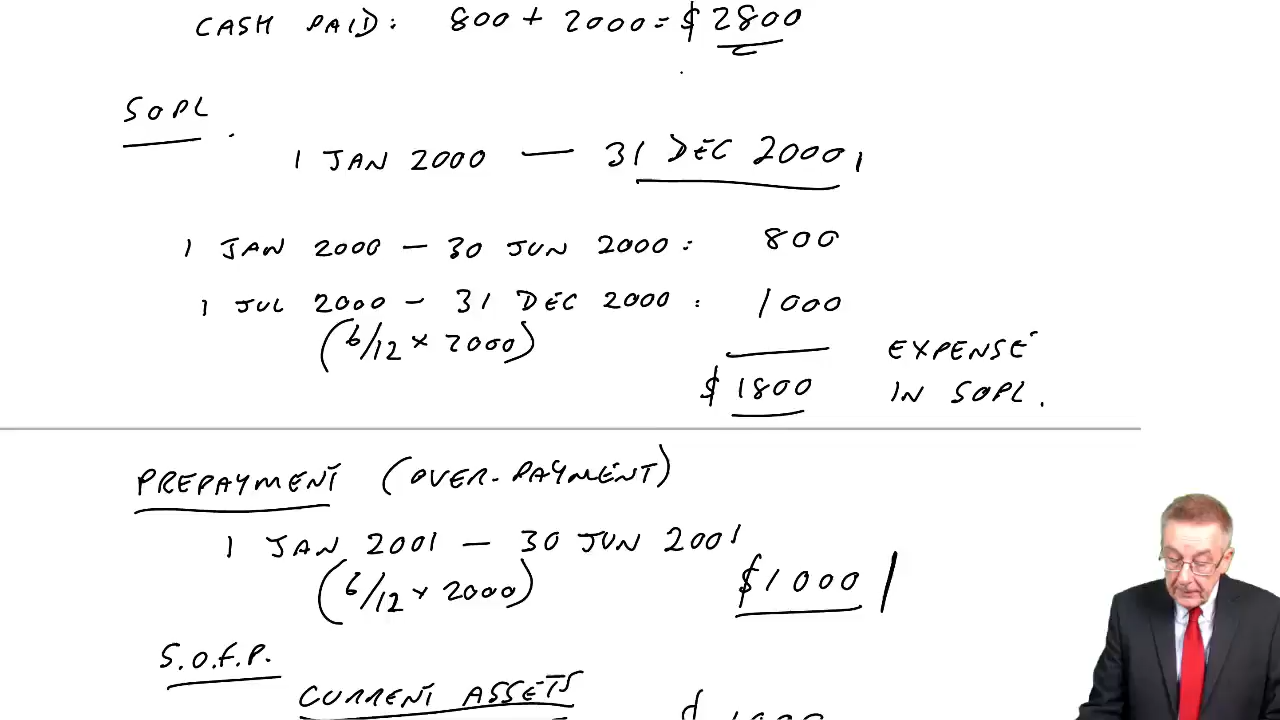 CASH PAID: 800 + 2000 = $2800
SOPL
1 JAN 2000 — 31 DEC 2000
1 JAN 2000 — 30 JUN 2000: 800
1 JUL 2000 — 31 DEC 2000: 1000
(6/12 × 2000)
EXPENSE
$1800 IN SOPL.
PREPAYMENT (OVER-PAYMENT)
1 JAN 2001 — 30 JUN 2001
(6/12 × 2000) $1000
S.O.F.P.
CURRENT ASSETS